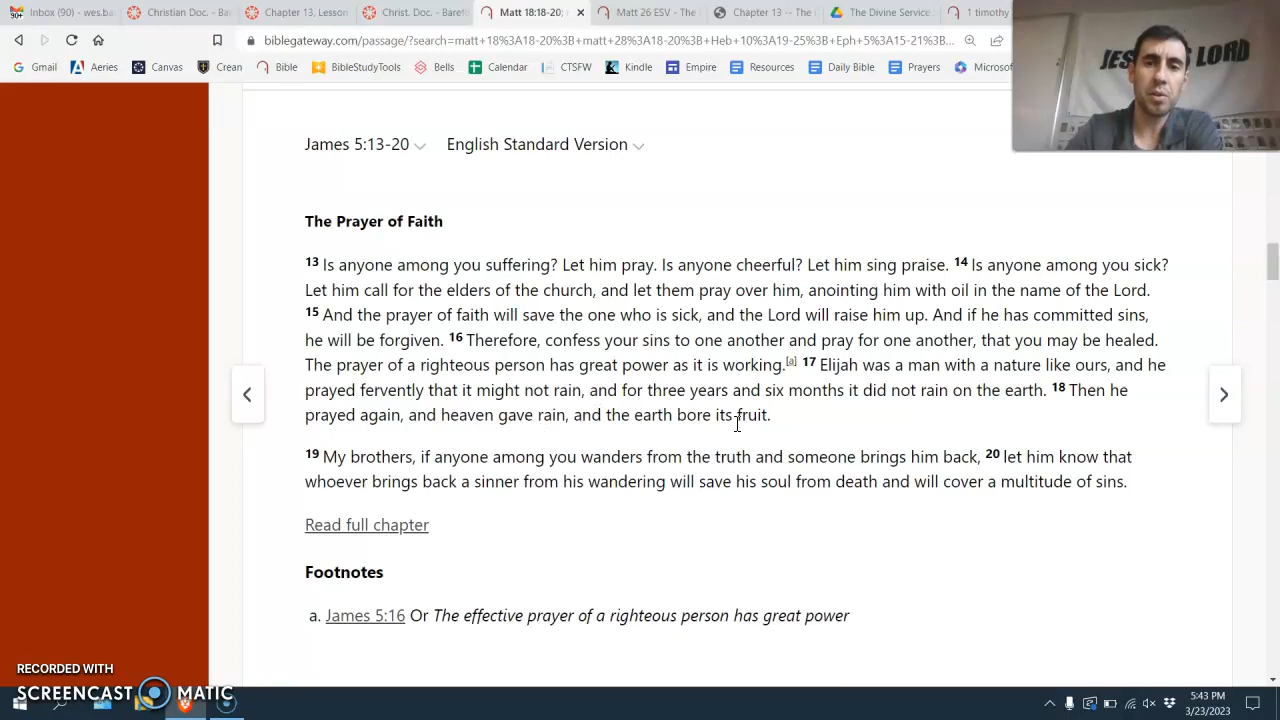 Inbox (90) - wes.ba
Christian Doc. - Baref
Chapter 13, Lesson
Christ. Doc. - Barefi
Matt 18:18-20;
Matt 26 ESV - The
Chapter 13 -- The
The Divine Service
1 timothy
biblegateway.com/passage/?search=matt+18%3A18-20%3B+matt+28%3A18-20%3B+Heb+10%3A19-25%3B+Eph+5%3A15-21%3B...
Gmail
Aeries
Canvas
Crean
Bible
BibleStudyTools
Bells
Calendar
CTSFW
Kindle
Empire
Resources
Daily Bible
Prayers
Microsof
James 5:13-20 English Standard Version
The Prayer of Faith
13 Is anyone among you suffering? Let him pray. Is anyone cheerful? Let him sing praise. 14 Is anyone among you sick?
Let him call for the elders of the church, and let them pray over him, anointing him with oil in the name of the Lord.
15 And the prayer of faith will save the one who is sick, and the Lord will raise him up. And if he has committed sins,
he will be forgiven. 16 Therefore, confess your sins to one another and pray for one another, that you may be healed.
The prayer of a righteous person has great power as it is working.[a] 17 Elijah was a man with a nature like ours, and he
prayed fervently that it might not rain, and for three years and six months it did not rain on the earth. 18 Then he
prayed again, and heaven gave rain, and the earth bore its fruit.
19 My brothers, if anyone among you wanders from the truth and someone brings him back, 20 let him know that
whoever brings back a sinner from his wandering will save his soul from death and will cover a multitude of sins.
Read full chapter
Footnotes
a. James 5:16 Or The effective prayer of a righteous person has great power
RECORDED WITH
SCREENCAST MATIC
5:43 PM
3/23/2023